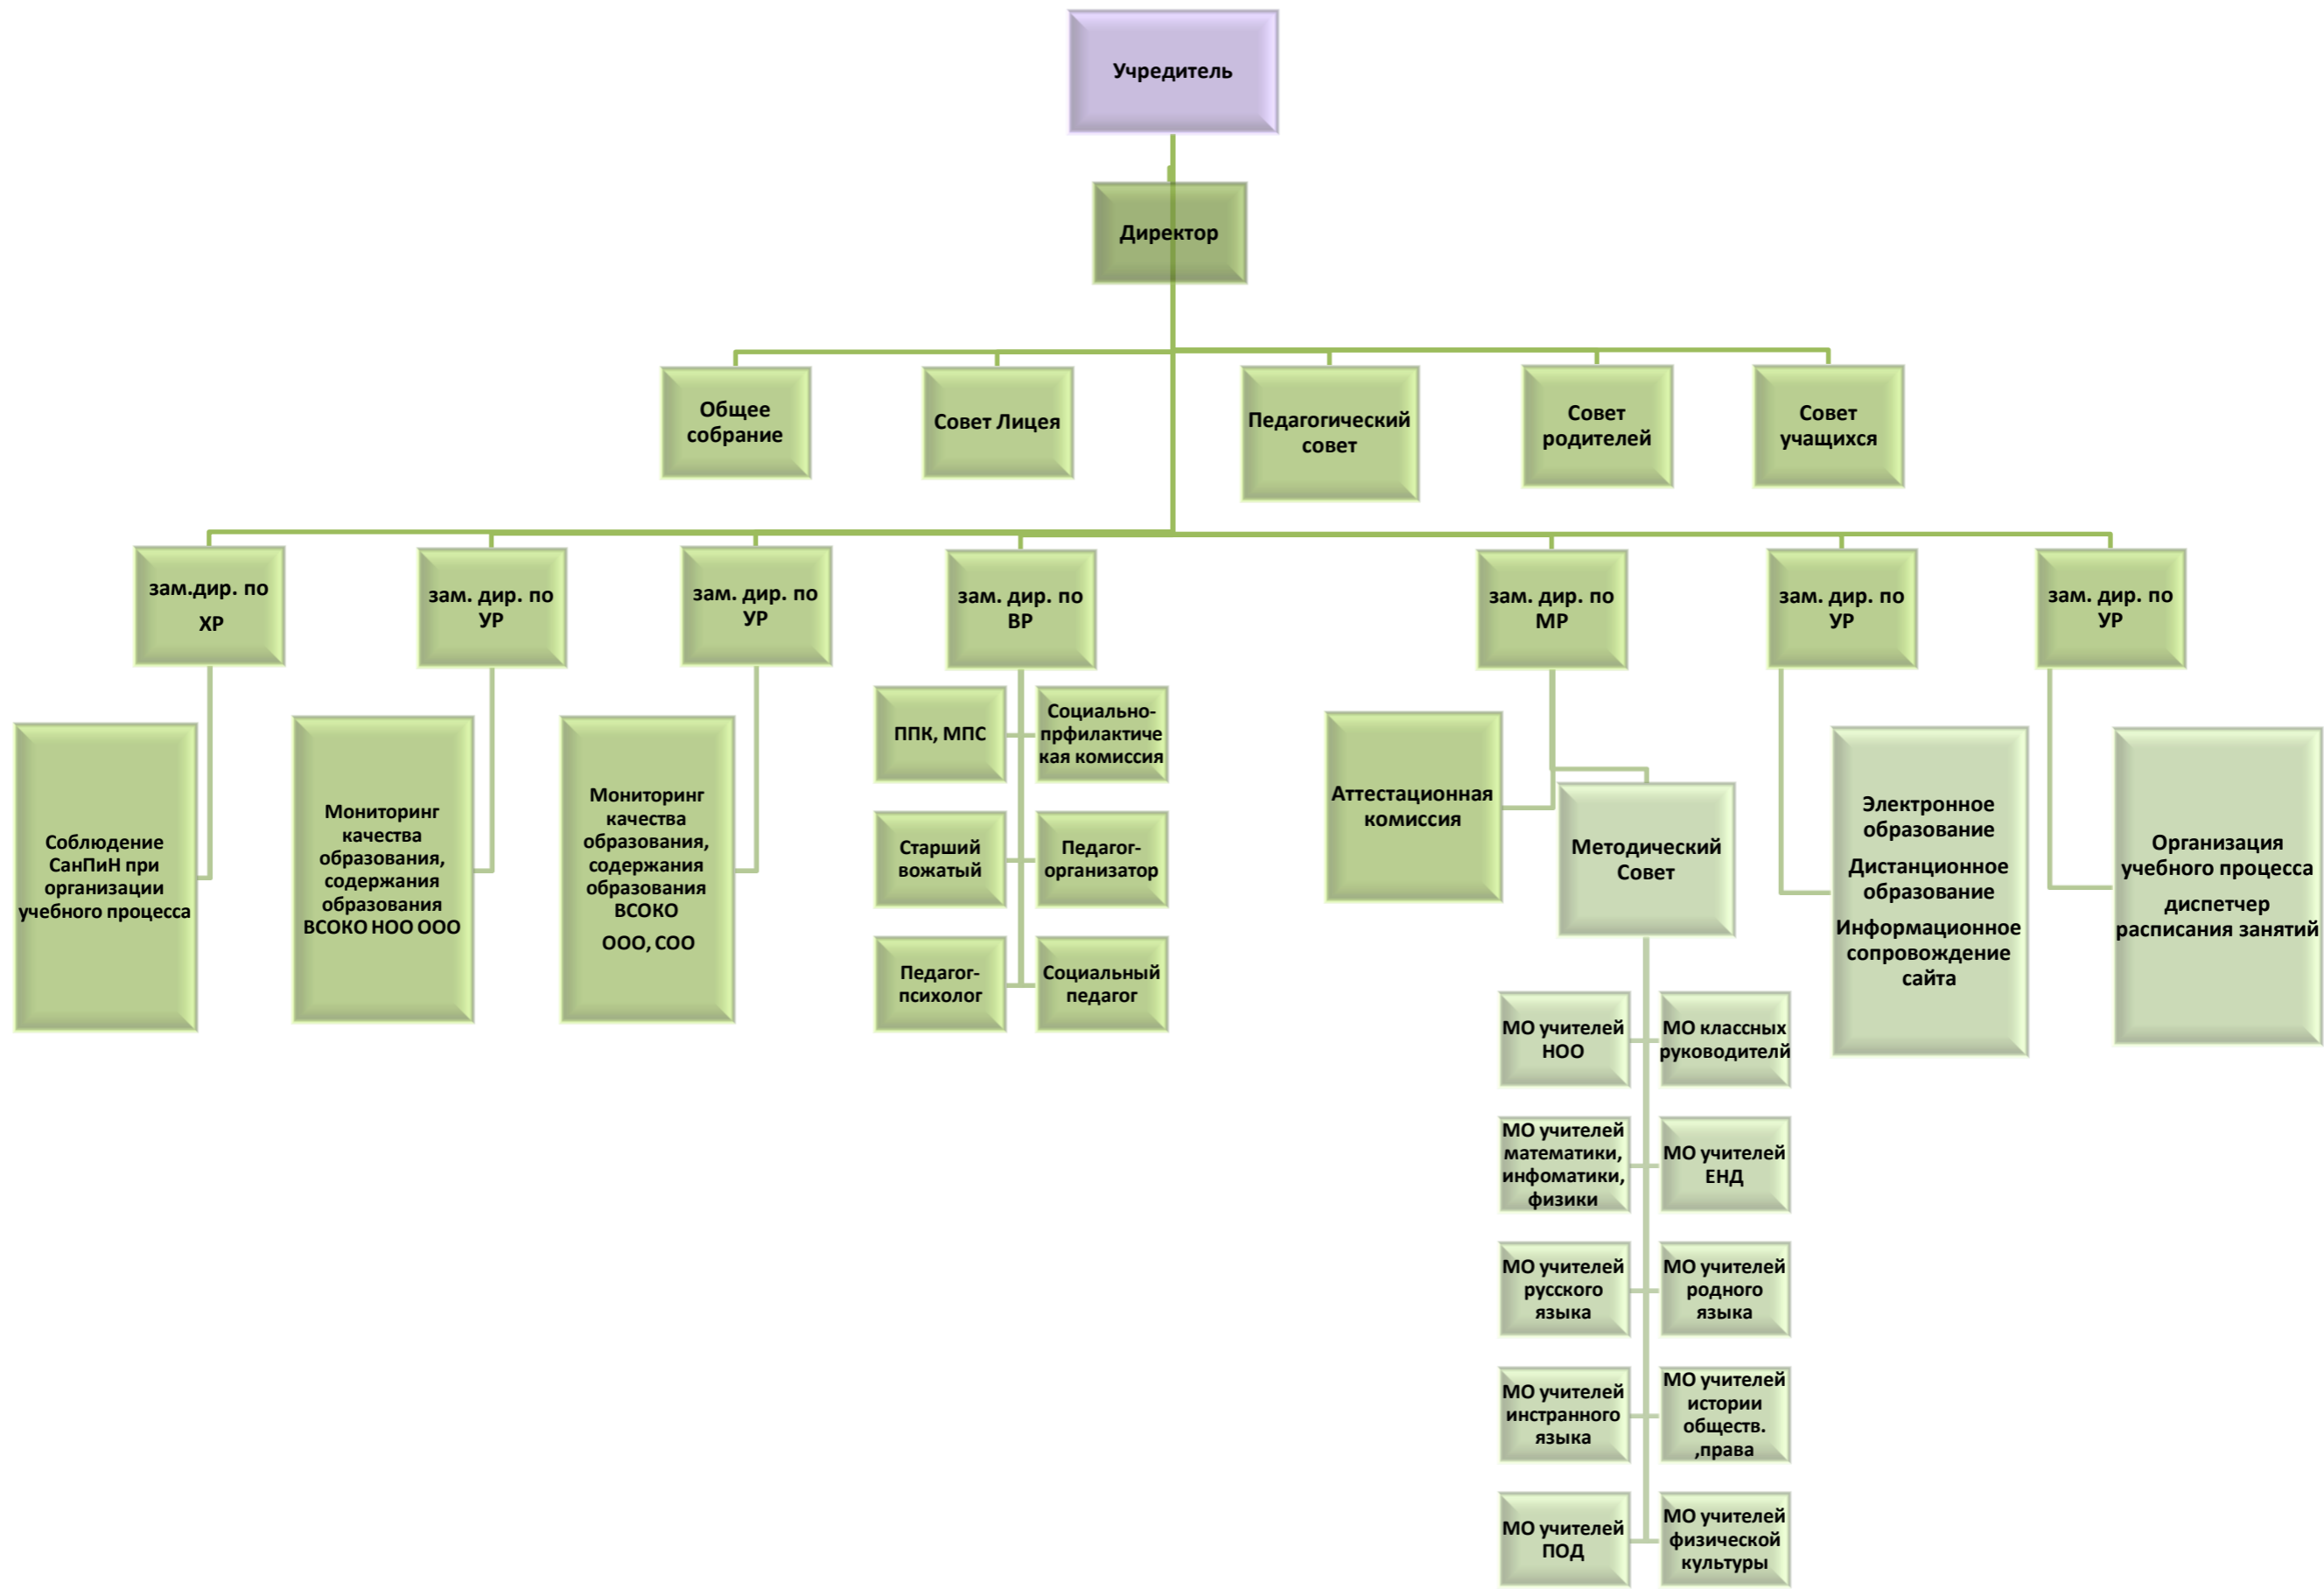 Учредитель
Директор
Общее
собрание
Совет Лицея
Педагогический
совет
Совет
родителей
Совет
учащихся
зам.дир. по
ХР
зам. дир. по
УР
зам. дир. по
УР
зам. дир. по
ВР
зам. дир. по
МР
зам. дир. по
УР
зам. дир. по
УР
Соблюдение
СанПиН при
организации
учебного процесса
Мониторинг
качества
образования,
содержания
образования
ВСОКО НОО ООО
Мониторинг
качества
образования,
содержания
образования
ВСОКО
ООО, СОО
ППК, МПС
Социально-
прфилактиче
кая комиссия
Старший
вожатый
Педагог-
организатор
Педагог-
психолог
Социальный
педагог
Аттестационная
комиссия
Методический
Совет
Электронное
образование
Дистанционное
образование
Информационное
сопровождение
сайта
Организация
учебного процесса
диспетчер
расписания занятий
МО учителей
НОО
МО классных
руководителй
МО учителей
математики,
инфоматики,
физики
МО учителей
ЕНД
МО учителей
русского
языка
МО учителей
родного
языка
МО учителей
инстранного
языка
МО учителей
истории
обществ.
,права
МО учителей
ПОД
МО учителей
физической
культуры